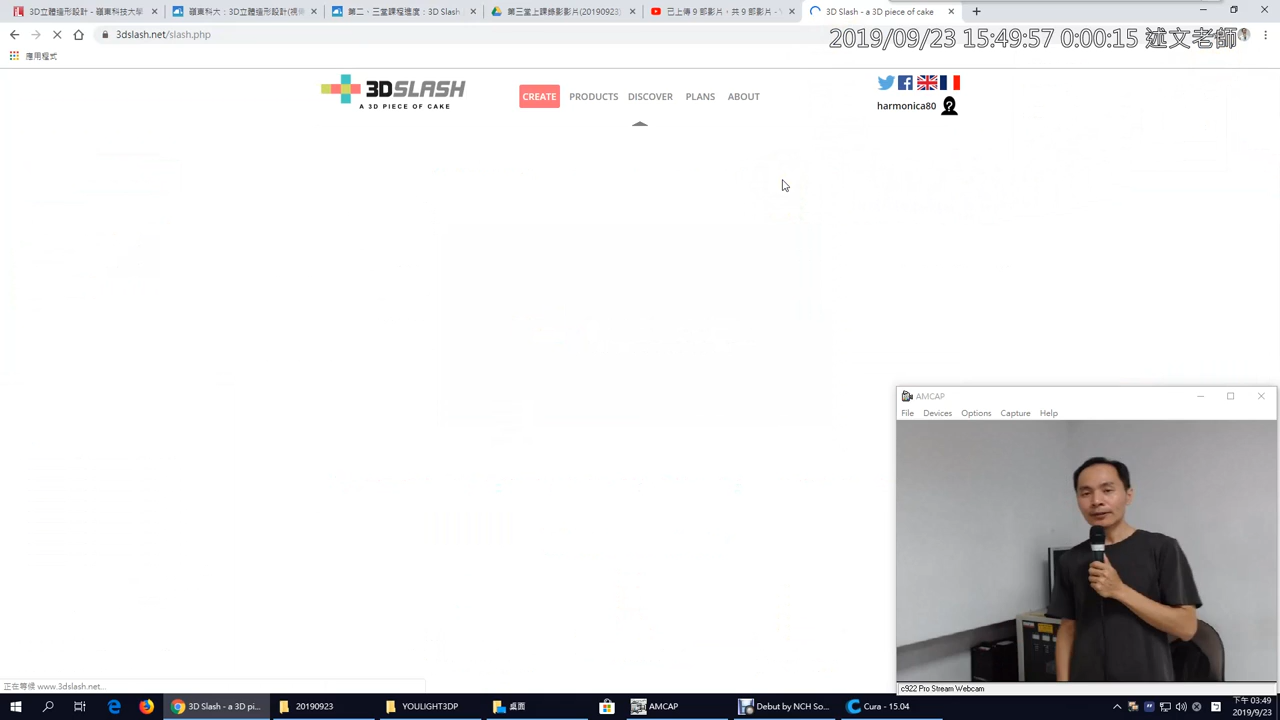 3D立體造形設計 - 嶺東科技大學
嶺東科大：3D立體造形設計(視傳
第二、三堂課程進度：3D Slash:
第三堂上課錄影影片(20190923)
已上傳 9 部影片，共 9 部影片 - Y
3D Slash - a 3D piece of cake
3dslash.net/slash.php
2019/09/23 15:49:57 0:00:15 述文老師
應用程式
3DSLASH
A 3D PIECE OF CAKE
CREATE
PRODUCTS
DISCOVER
PLANS
ABOUT
harmonica80
AMCAP
File Devices Options Capture Help
c922 Pro Stream Webcam
正在等候 www.3dslash.net...
3D Slash - a 3D pi...
20190923
YOULIGHT3DP
桌面
AMCAP
Debut by NCH So...
Cura - 15.04
下午 03:49
2019/9/23